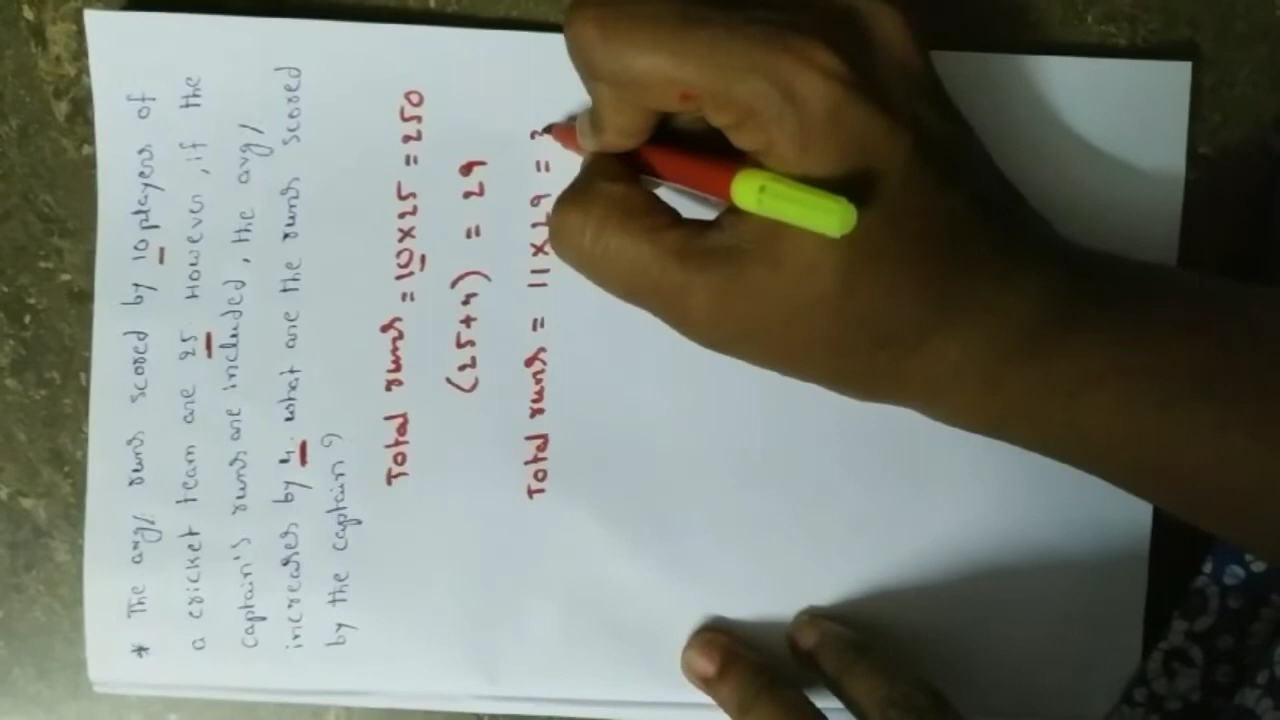 * The avg/. runs scored by 10 players of
a cricket team are 25 However, if the
captain's runs are included, the avg/
increases by 4. what are the runs scored
by the captain?
Total runs = 10×25 = 250
(25+4) = 29
Total runs = 11×29 = 3